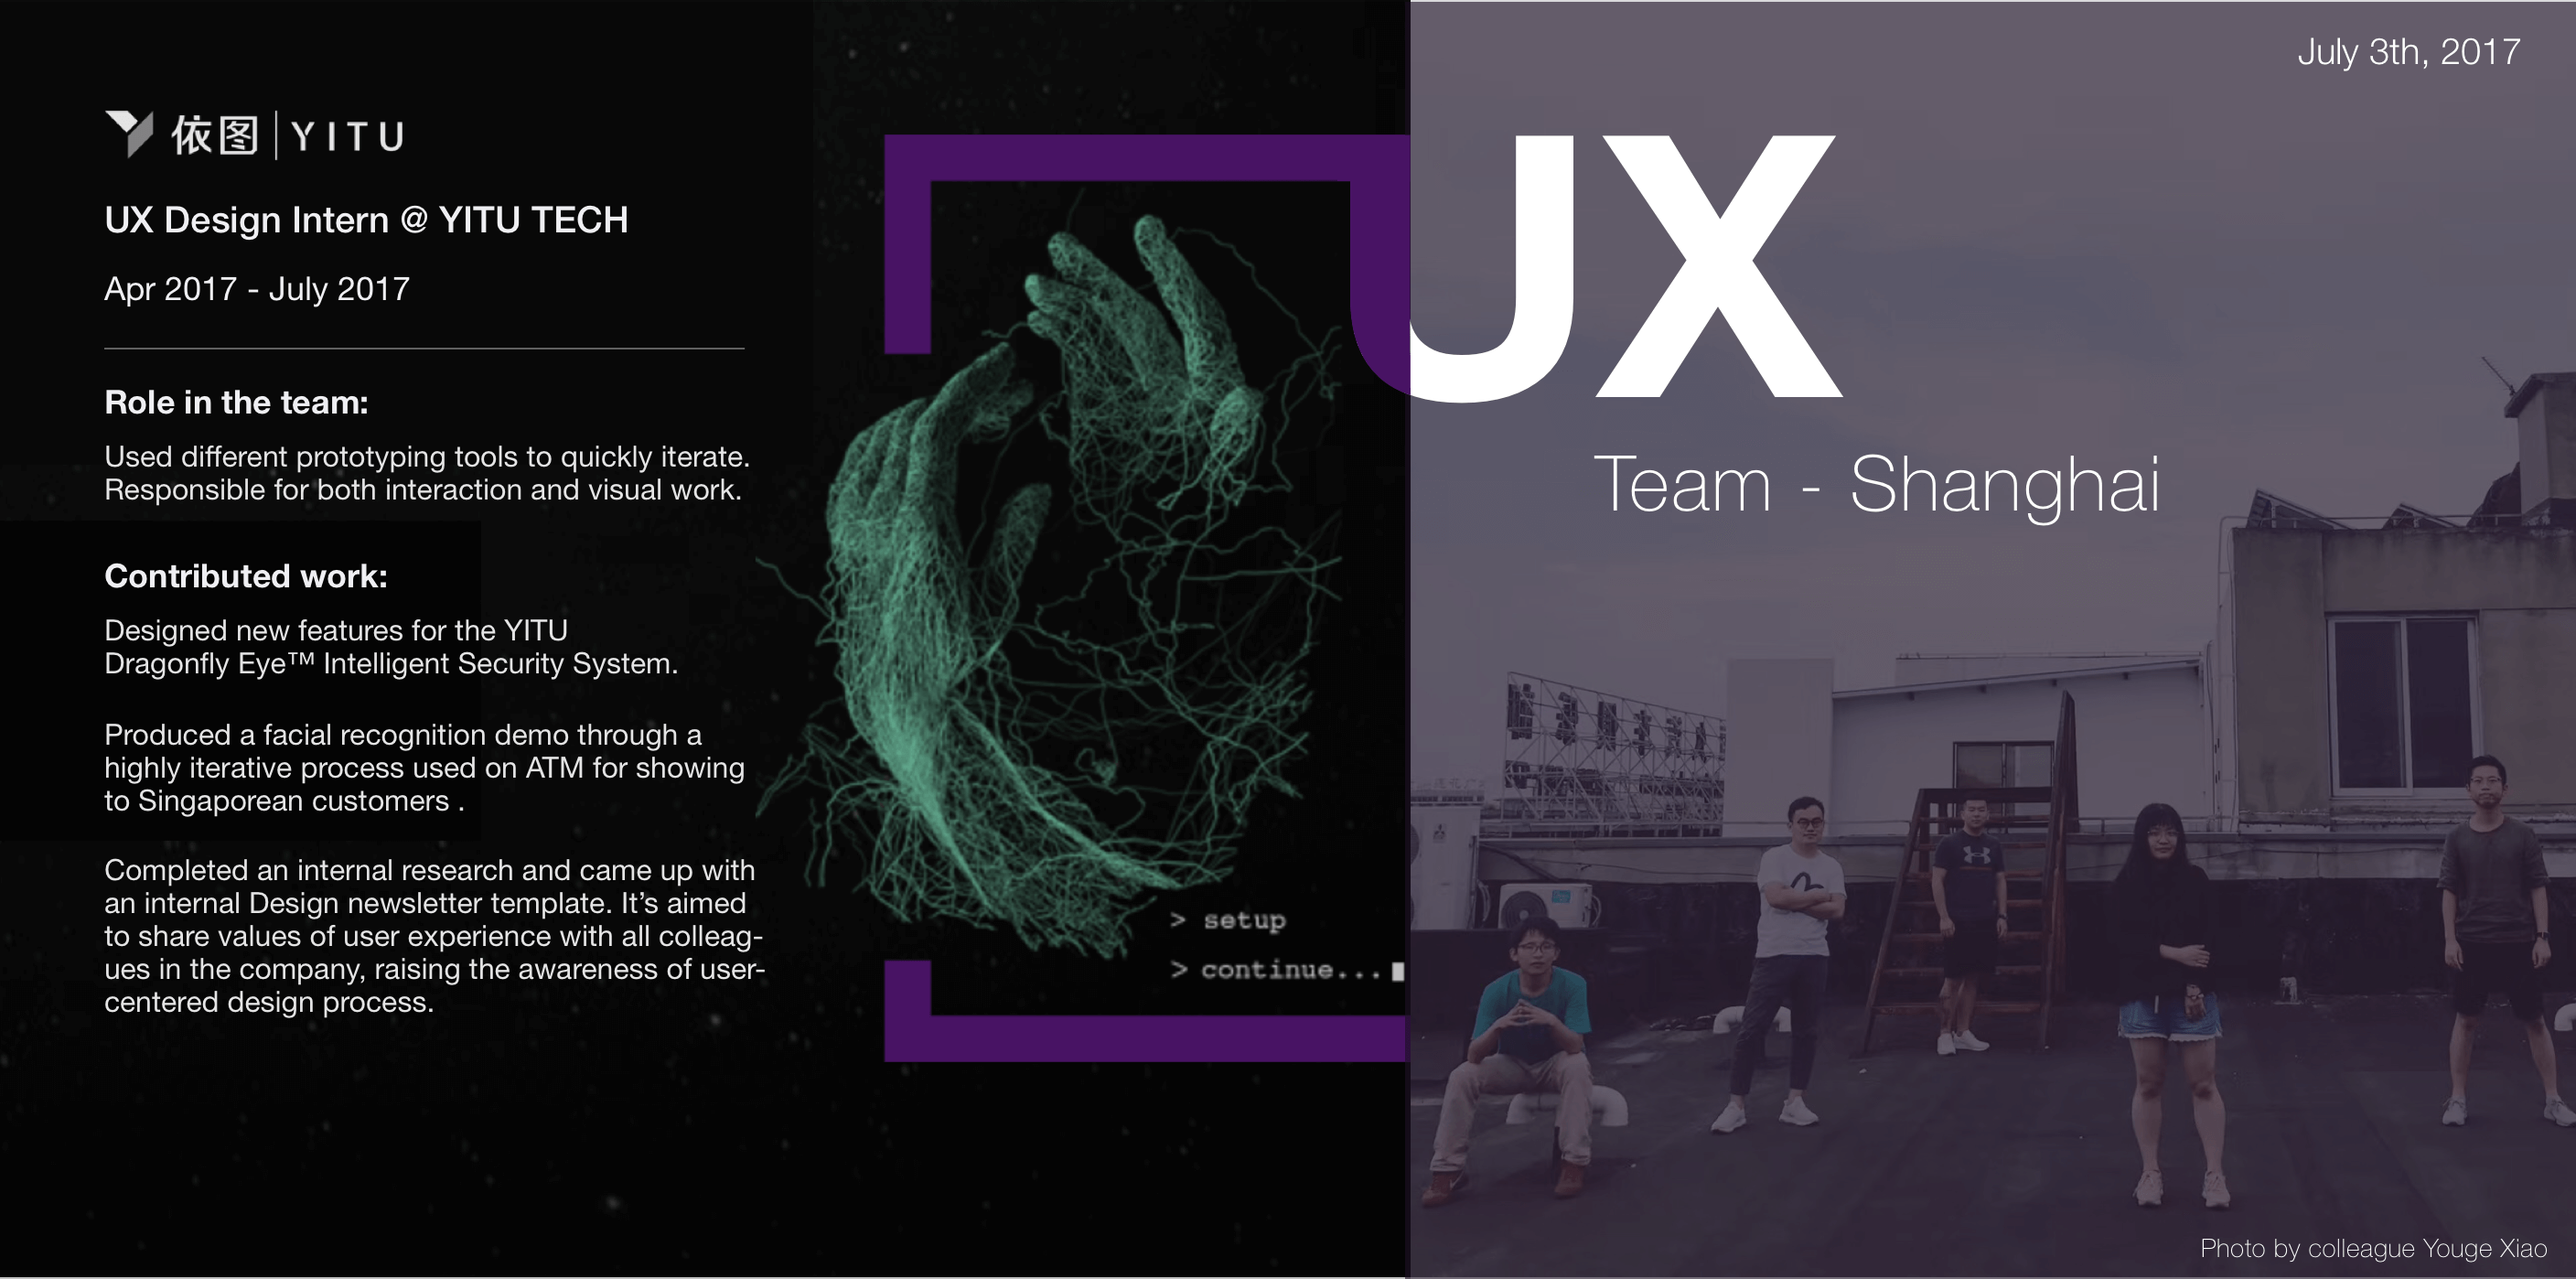 依图 | YITU
UX Design Intern @ YITU TECH
Apr 2017 - July 2017
Role in the team:
Used different prototyping tools to quickly iterate.
Responsible for both interaction and visual work.
Contributed work:
Designed new features for the YITU
Dragonfly Eye™ Intelligent Security System.
Produced a facial recognition demo through a
highly iterative process used on ATM for showing
to Singaporean customers .
Completed an internal research and came up with
an internal Design newsletter template. It’s aimed
to share values of user experience with all colleag-
ues in the company, raising the awareness of user-
centered design process.
> setup
> continue...
July 3th, 2017
UX
Team - Shanghai
Photo by colleague Youge Xiao